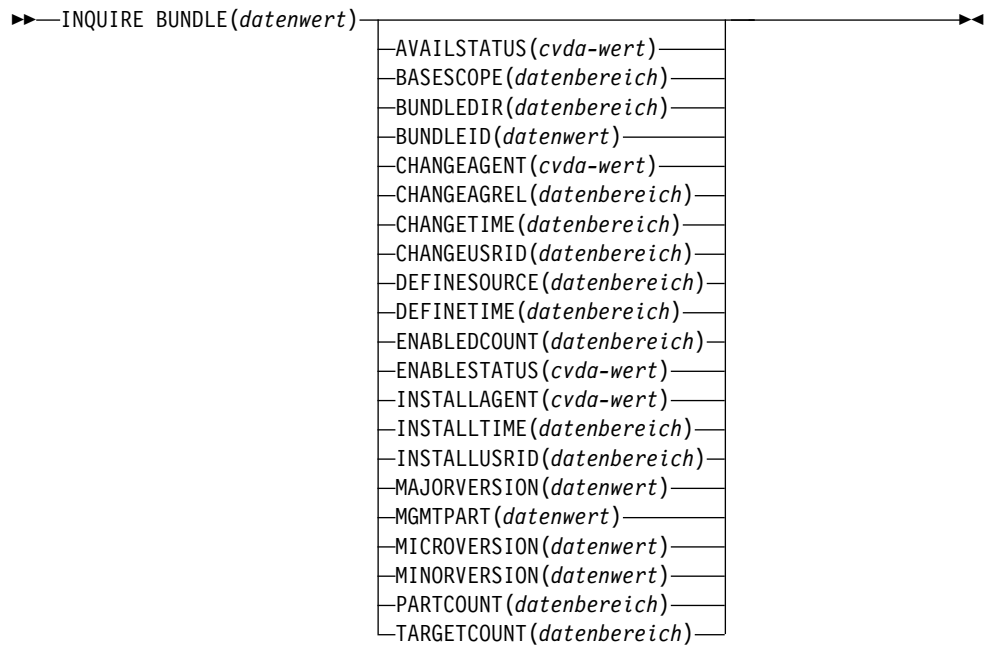 INQUIRE BUNDLE(datenwert)
AVAILSTATUS(cvda-wert)
BASESCOPE(datenbereich)
BUNDLEDIR(datenbereich)
BUNDLEID(datenwert)
CHANGEAGENT(cvda-wert)
CHANGEAGREL(datenbereich)
CHANGETIME(datenbereich)
CHANGEUSRID(datenbereich)
DEFINESOURCE(datenbereich)
DEFINETIME(datenbereich)
ENABLEDCOUNT(datenbereich)
ENABLESTATUS(cvda-wert)
INSTALLAGENT(cvda-wert)
INSTALLTIME(datenbereich)
INSTALLUSRID(datenbereich)
MAJORVERSION(datenwert)
MGMTPART(datenwert)
MICROVERSION(datenwert)
MINORVERSION(datenwert)
PARTCOUNT(datenbereich)
TARGETCOUNT(datenbereich)